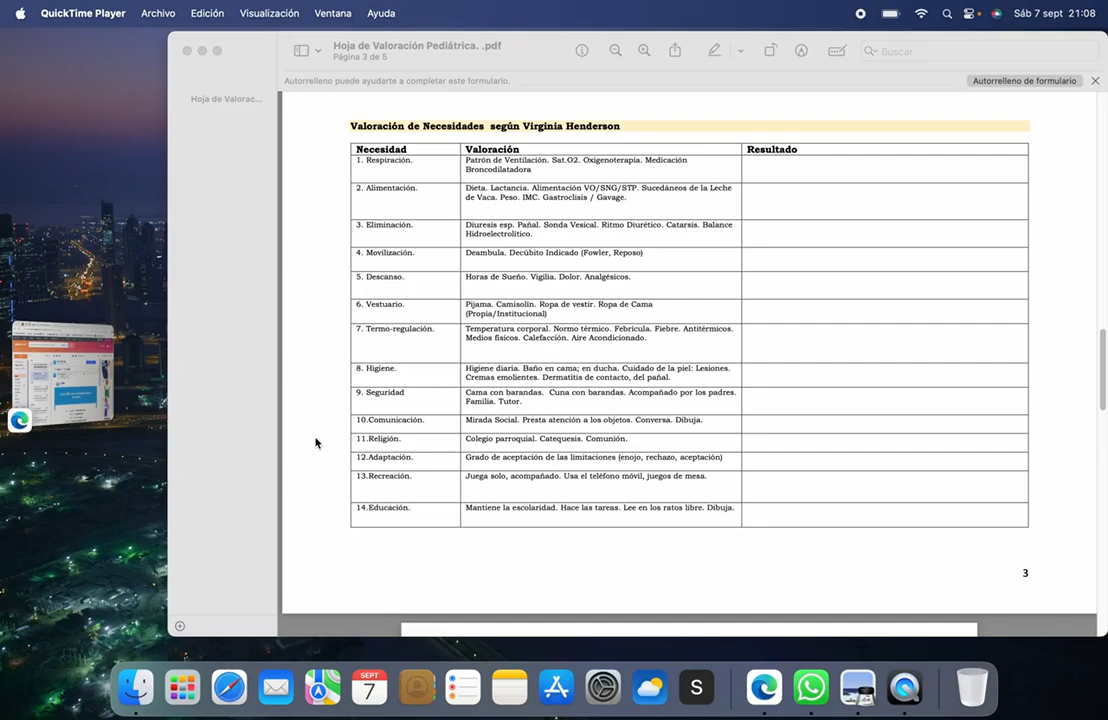 QuickTime Player Archivo Edición Visualización Ventana Ayuda Sáb 7 sept 21:08
Hoja de Valoración Pediátrica. .pdf
Página 3 de 5
Buscar
Autorrelleno puede ayudarte a completar este formulario.
Autorrelleno de formulario
Hoja de Valorac...
Valoración de Necesidades según Virginia Henderson
Necesidad Valoración Resultado
1. Respiración. Patrón de Ventilación. Sat.O2. Oxigenoterapia. Medicación
Broncodilatadora
2. Alimentación. Dieta. Lactancia. Alimentación VO/SNG/STP. Sucedáneos de la Leche
de Vaca. Peso. IMC. Gastroclisis / Gavage.
3. Eliminación. Diuresis esp. Pañal. Sonda Vesical. Ritmo Diurético. Catarsis. Balance
Hidroelectrolítico.
4. Movilización. Deambula. Decúbito Indicado (Fowler, Reposo)
5. Descanso. Horas de Sueño. Vigilia. Dolor. Analgésicos.
6. Vestuario. Pijama. Camisolín. Ropa de vestir. Ropa de Cama
(Propia/Institucional)
7. Termo-regulación. Temperatura corporal. Normo térmico. Febrícula. Fiebre. Antitérmicos.
Medios físicos. Calefacción. Aire Acondicionado.
8. Higiene. Higiene diaria. Baño en cama; en ducha. Cuidado de la piel: Lesiones.
Cremas emolientes. Dermatitis de contacto, del pañal.
9. Seguridad Cama con barandas. Cuna con barandas. Acompañado por los padres.
Familia. Tutor.
10.Comunicación. Mirada Social. Presta atención a los objetos. Conversa. Dibuja.
11.Religión. Colegio parroquial. Catequesis. Comunión.
12.Adaptación. Grado de aceptación de las limitaciones (enojo, rechazo, aceptación)
13.Recreación. Juega solo, acompañado. Usa el teléfono móvil, juegos de mesa.
14.Educación. Mantiene la escolaridad. Hace las tareas. Lee en los ratos libre. Dibuja.
3
SEPT
7
S